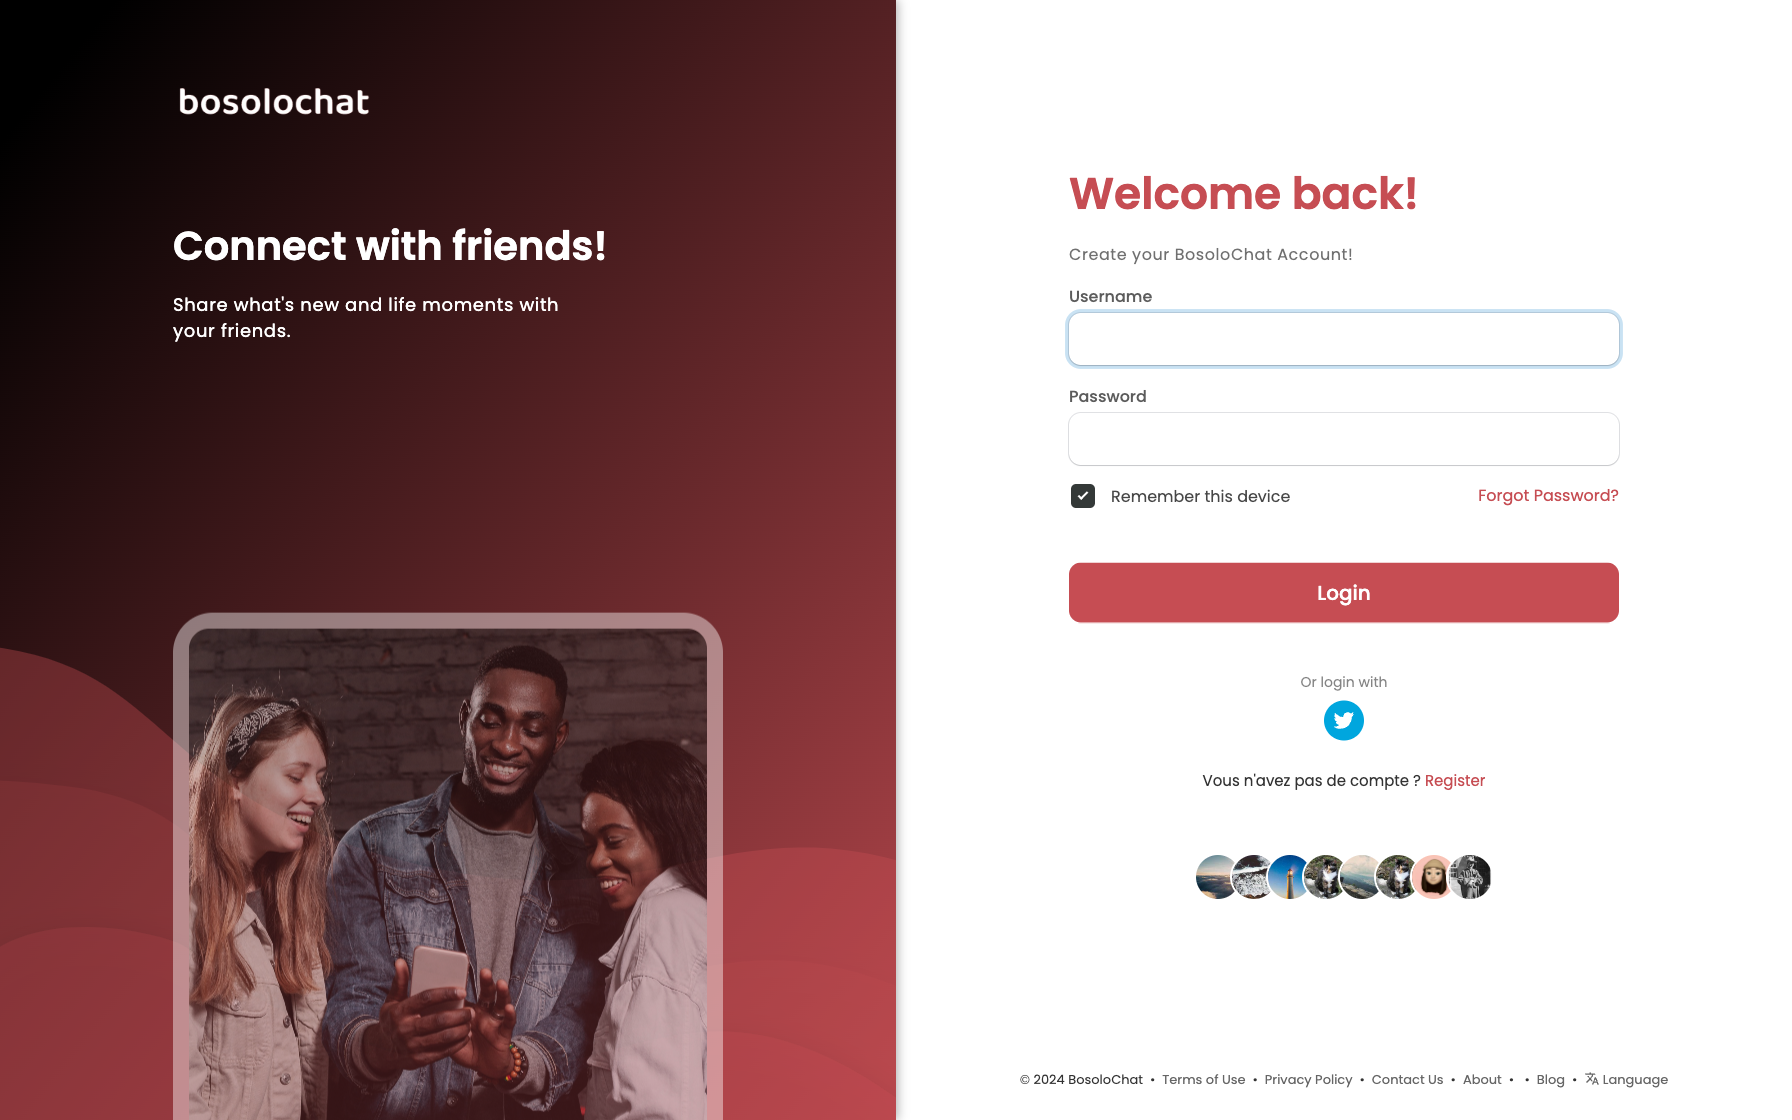 bosolochat
Connect with friends!
Share what's new and life moments with
your friends.
Welcome back!
Create your BosoloChat Account!
Username
Password
Remember this device
Forgot Password?
Login
Or login with
Vous n'avez pas de compte ? Register
© 2024 BosoloChat • Terms of Use • Privacy Policy • Contact Us • About • • Blog • Language